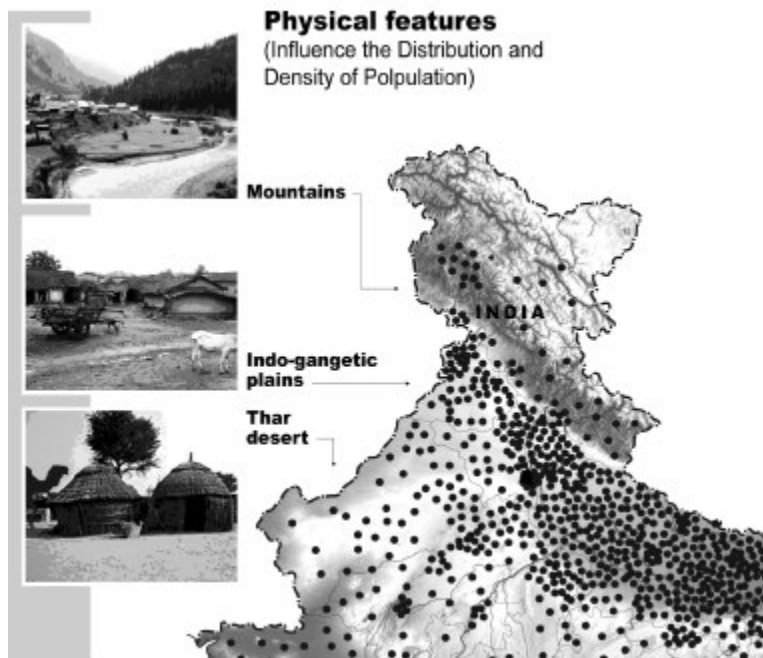 Physical features
(Influence the Distribution and
Density of Polpulation)
Mountains
INDIA
Indo-gangetic
plains
Thar
desert